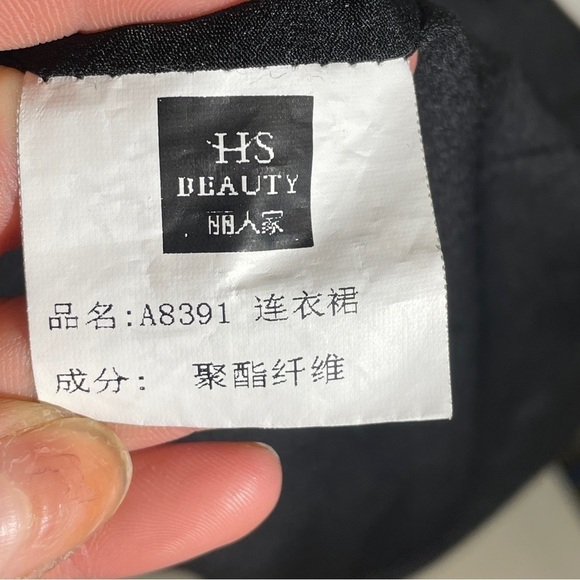 HS
BEAUTY
丽人家
品名:A8391 连衣裙
成分: 聚酯纤维